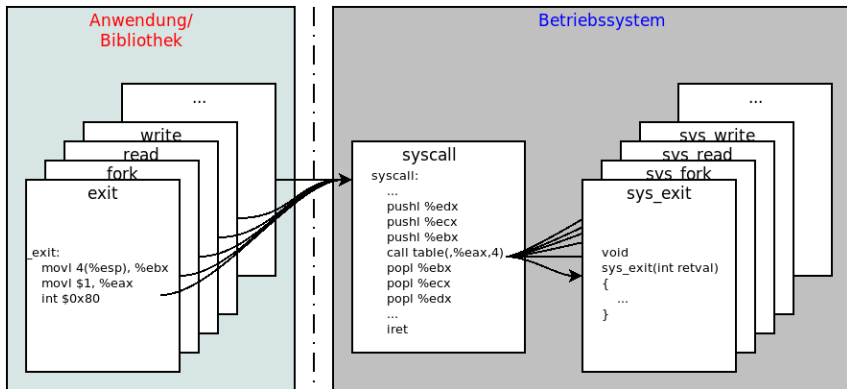 Anwendung/
Bibliothek
...
write
read
fork
exit
_exit:
movl 4(%esp), %ebx
movl $1, %eax
int $0x80
Betriebssystem
syscall
syscall:
...
pushl %edx
pushl %ecx
pushl %ebx
call table(,%eax,4)
popl %ebx
popl %ecx
popl %edx
...
iret
...
sys_write
sys_read
sys_fork
sys_exit
void
sys_exit(int retval)
{
...
}